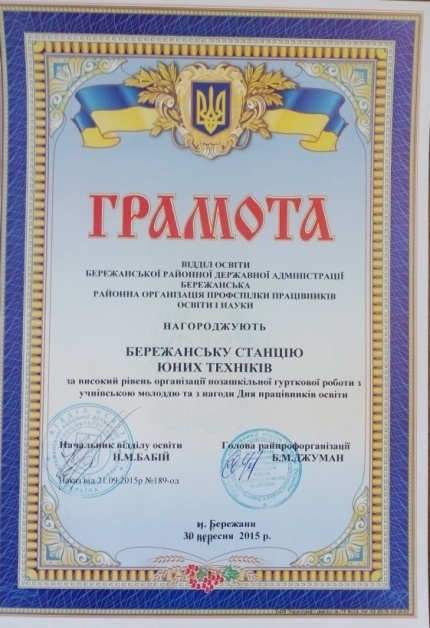 ГРАМОТА
ВІДДІЛ ОСВІТИ
БЕРЕЖАНСЬКОЇ РАЙОННОЇ ДЕРЖАВНОЇ АДМІНІСТРАЦІЇ
БЕРЕЖАНСЬКА
РАЙОННА ОРГАНІЗАЦІЯ ПРОФСПІЛКИ ПРАЦІВНИКІВ
ОСВІТИ І НАУКИ
НАГОРОДЖУЮТЬ
БЕРЕЖАНСЬКУ СТАНЦІЮ
ЮНИХ ТЕХНІКІВ
за високий рівень організації позашкільної гурткової роботи з
учнівською молоддю та з нагоди Дня працівників освіти
Начальник відділу освіти
Н.М.БАБІЙ
Голова райпрофорганізації
Б.М.ДЖУМАН
Наказ від 21.09.2015р №189-од
м. Бережани
30 вересня 2015 р.